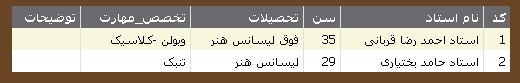 کد نام استاد سن تحصیلات تخصص_مهارت توضیحات
1 استاد احمد رضا قربانی 35 فوق لیسانس هنر ویولن -کلاسیک
2 استاد حامد بختیاری 29 لیسانس هنر تنبک